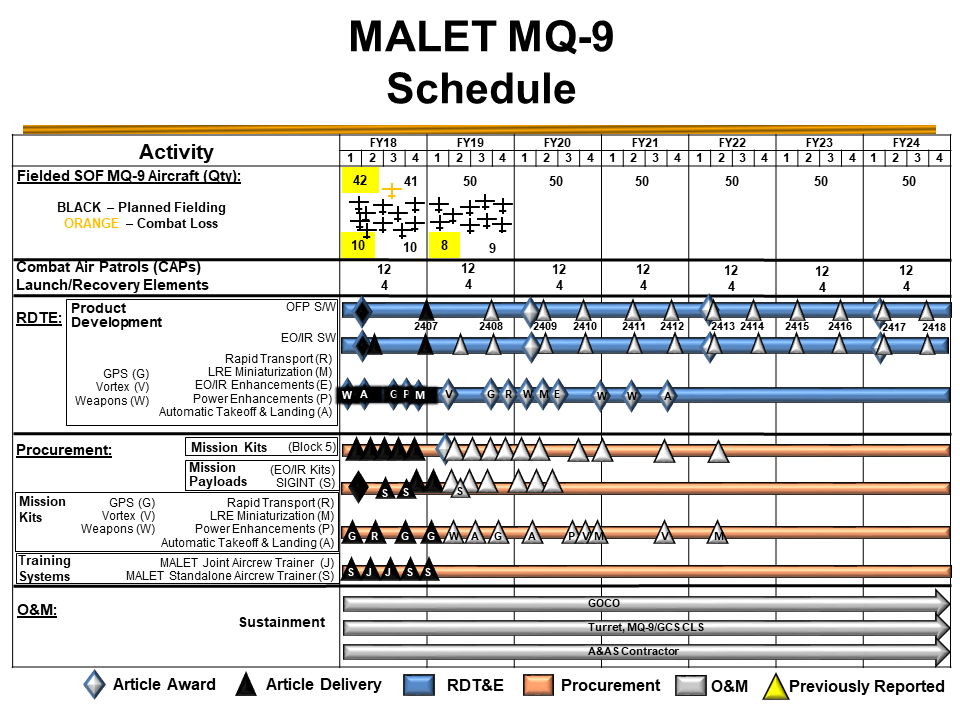 MALET MQ-9
Schedule
Activity
FY18 FY19 FY20 FY21 FY22 FY23 FY24
1 2 3 4 1 2 3 4 1 2 3 4 1 2 3 4 1 2 3 4 1 2 3 4 1 2 3 4
Fielded SOF MQ-9 Aircraft (Qty):
42 41 50 50 50 50 50 50
BLACK – Planned Fielding
ORANGE – Combat Loss
10 10 8 9
Combat Air Patrols (CAPs)
12 12 12 12 12 12 12
Launch/Recovery Elements
4 4 4 4 4 4 4
RDTE:
Product
Development
OFP S/W
2407 2408 2409 2410 2411 2412 2413 2414 2415 2416 2417 2418
EO/IR SW
Rapid Transport (R)
GPS (G) LRE Miniaturization (M)
Vortex (V) EO/IR Enhancements (E)
Weapons (W) Power Enhancements (P)
Automatic Takeoff & Landing (A)
W A G P M V G R W M E W W A
Procurement:
Mission Kits (Block 5)
Mission
Payloads
(EO/IR Kits)
SIGINT (S)
S S S
Mission
Kits
GPS (G) Rapid Transport (R)
Vortex (V) LRE Miniaturization (M)
Weapons (W) Power Enhancements (P)
Automatic Takeoff & Landing (A)
G R G G W A G A P V M V M
Training
Systems
MALET Joint Aircrew Trainer (J)
MALET Standalone Aircrew Trainer (S)
S J J S S
O&M:
Sustainment
GOCO
Turret, MQ-9/GCS CLS
A&AS Contractor
Article Award Article Delivery RDT&E Procurement O&M Previously Reported